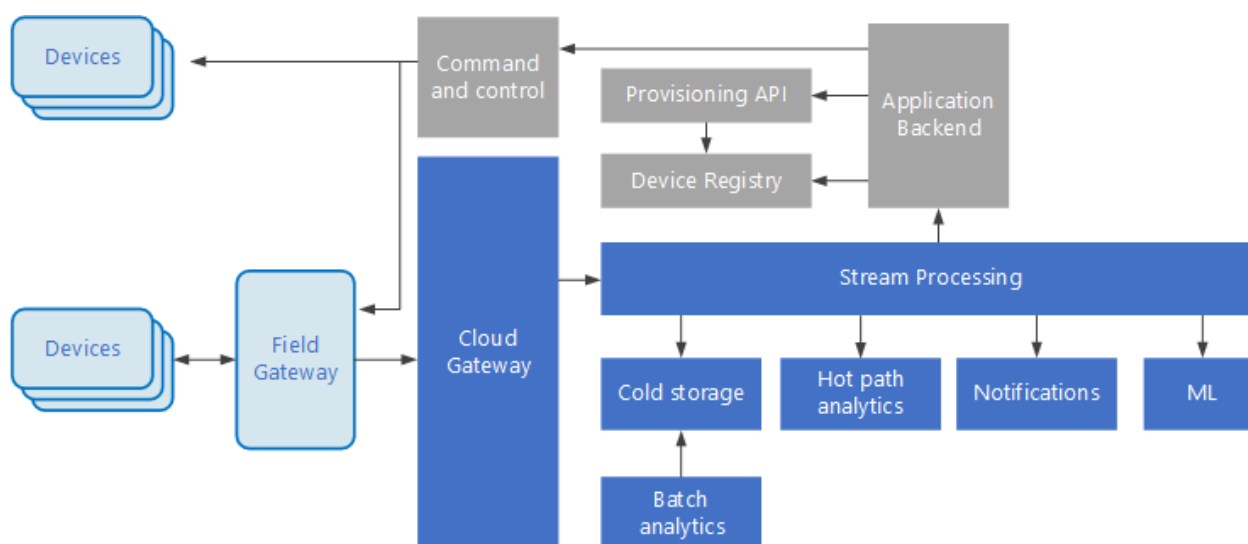 Devices
Command
and control
Provisioning API
Application
Backend
Device Registry
Stream Processing
Devices
Field
Gateway
Cloud
Gateway
Cold storage
Hot path
analytics
Notifications
ML
Batch
analytics